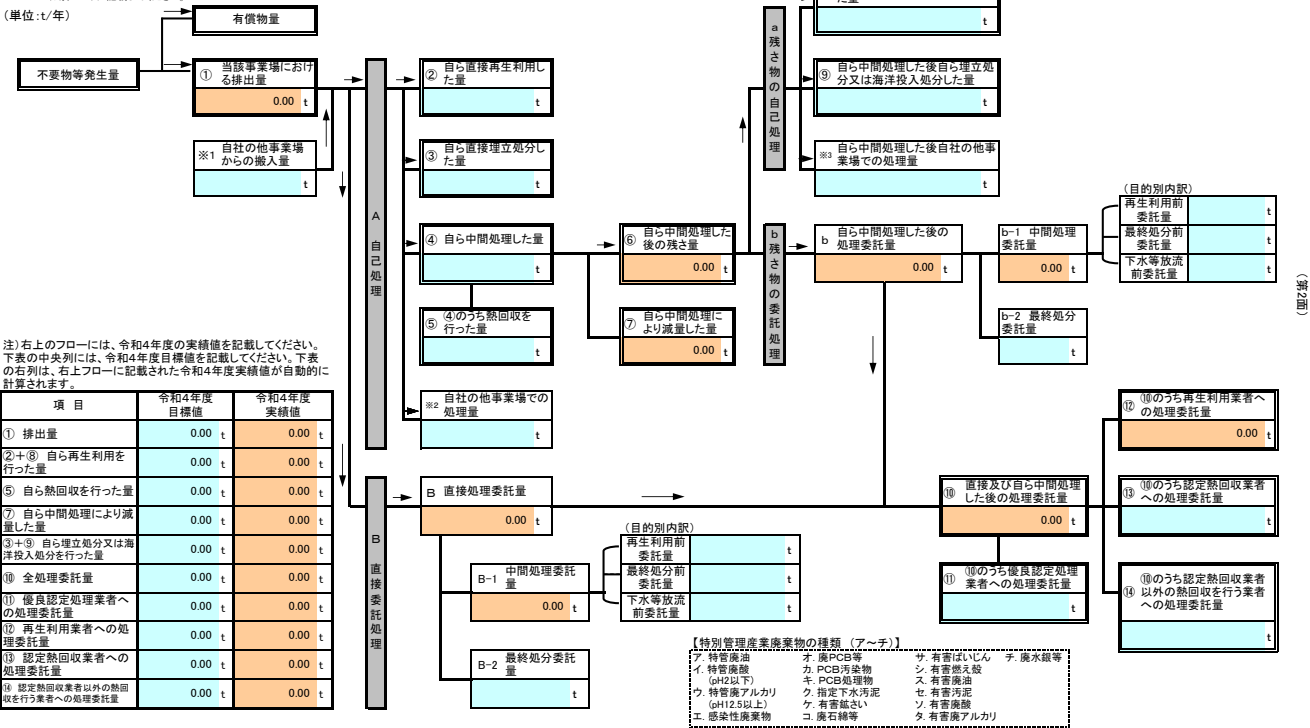 (単位:t/年)
有償物量
不要物等発生量
① 当該事業場におけ
る排出量
0.00 t
※1 自社の他事業場
からの搬入量
t
A 自己処理
② 自ら直接再生利用し
た量
t
③ 自ら直接埋立処分し
た量
t
④ 自ら中間処理した量
t
⑤ ④のうち熱回収を
行った量
t
※2 自社の他事業場での
処理量
t
⑥ 自ら中間処理した
後の残さ量
0.00 t
⑦ 自ら中間処理に
より減量した量
0.00 t
a 残さ物の自己処理
た量
t
⑨ 自ら中間処理した後自ら埋立処
分又は海洋投入処分した量
t
※3 自ら中間処理した後自社の他事
業場での処理量
t
b 残さ物の委託処理
b 自ら中間処理した後の
処理委託量
0.00 t
b-1 中間処理
委託量
0.00 t
(目的別内訳)
再生利用前
委託量 t
最終処分前
委託量 t
下水等放流
前委託量 t
b-2 最終処分
委託量
t
(第2面)
注)右上のフローには、令和4年度の実績値を記載してください。
下表の中央列には、令和4年度目標値を記載してください。下表
の右列は、右上フローに記載された令和4年度実績値が自動的に
計算されます。
項 目 令和4年度
目標値 令和4年度
実績値
① 排出量 0.00 t 0.00 t
②+⑧ 自ら再生利用を
行った量 0.00 t 0.00 t
⑤ 自ら熱回収を行った量 0.00 t 0.00 t
⑦ 自ら中間処理により減
量した量 0.00 t 0.00 t
③+⑨ 自ら埋立処分又は海
洋投入処分を行った量 0.00 t 0.00 t
⑩ 全処理委託量 0.00 t 0.00 t
⑪ 優良認定処理業者へ
の処理委託量 0.00 t 0.00 t
⑫ 再生利用業者への処
理委託量 0.00 t 0.00 t
⑬ 認定熱回収業者への
処理委託量 0.00 t 0.00 t
⑭ 認定熱回収業者以外の熱回
収を行う業者への処理委託量 0.00 t 0.00 t
B 直接委託処理
B 直接処理委託量
0.00 t
B-1 中間処理委託
量
0.00 t
(目的別内訳)
再生利用前
委託量 t
最終処分前
委託量 t
下水等放流
前委託量 t
B-2 最終処分委託
量
t
⑩ 直接及び自ら中間処理
した後の処理委託量
0.00 t
⑪ ⑩のうち優良認定処理
業者への処理委託量
t
⑫ ⑩のうち再生利用業者へ
の処理委託量
0.00 t
⑬ ⑩のうち認定熱回収業者
への処理委託量
t
⑭ ⑩のうち認定熱回収業者
以外の熱回収を行う業者
への処理委託量
t
【特別管理産業廃棄物の種類 (ア~チ)】
ア. 特管廃油 オ. 廃PCB等 サ. 有害ばいじん チ. 廃水銀等
イ. 特管廃酸 カ. PCB汚染物 シ. 有害燃え殻
(pH2以下) キ. PCB処理物 ス. 有害廃油
ウ. 特管廃アルカリ ク. 指定下水汚泥 セ. 有害汚泥
(pH12.5以上) ケ. 有害鉱さい ソ. 有害廃酸
エ. 感染性廃棄物 コ. 廃石綿等 タ. 有害廃アルカリ